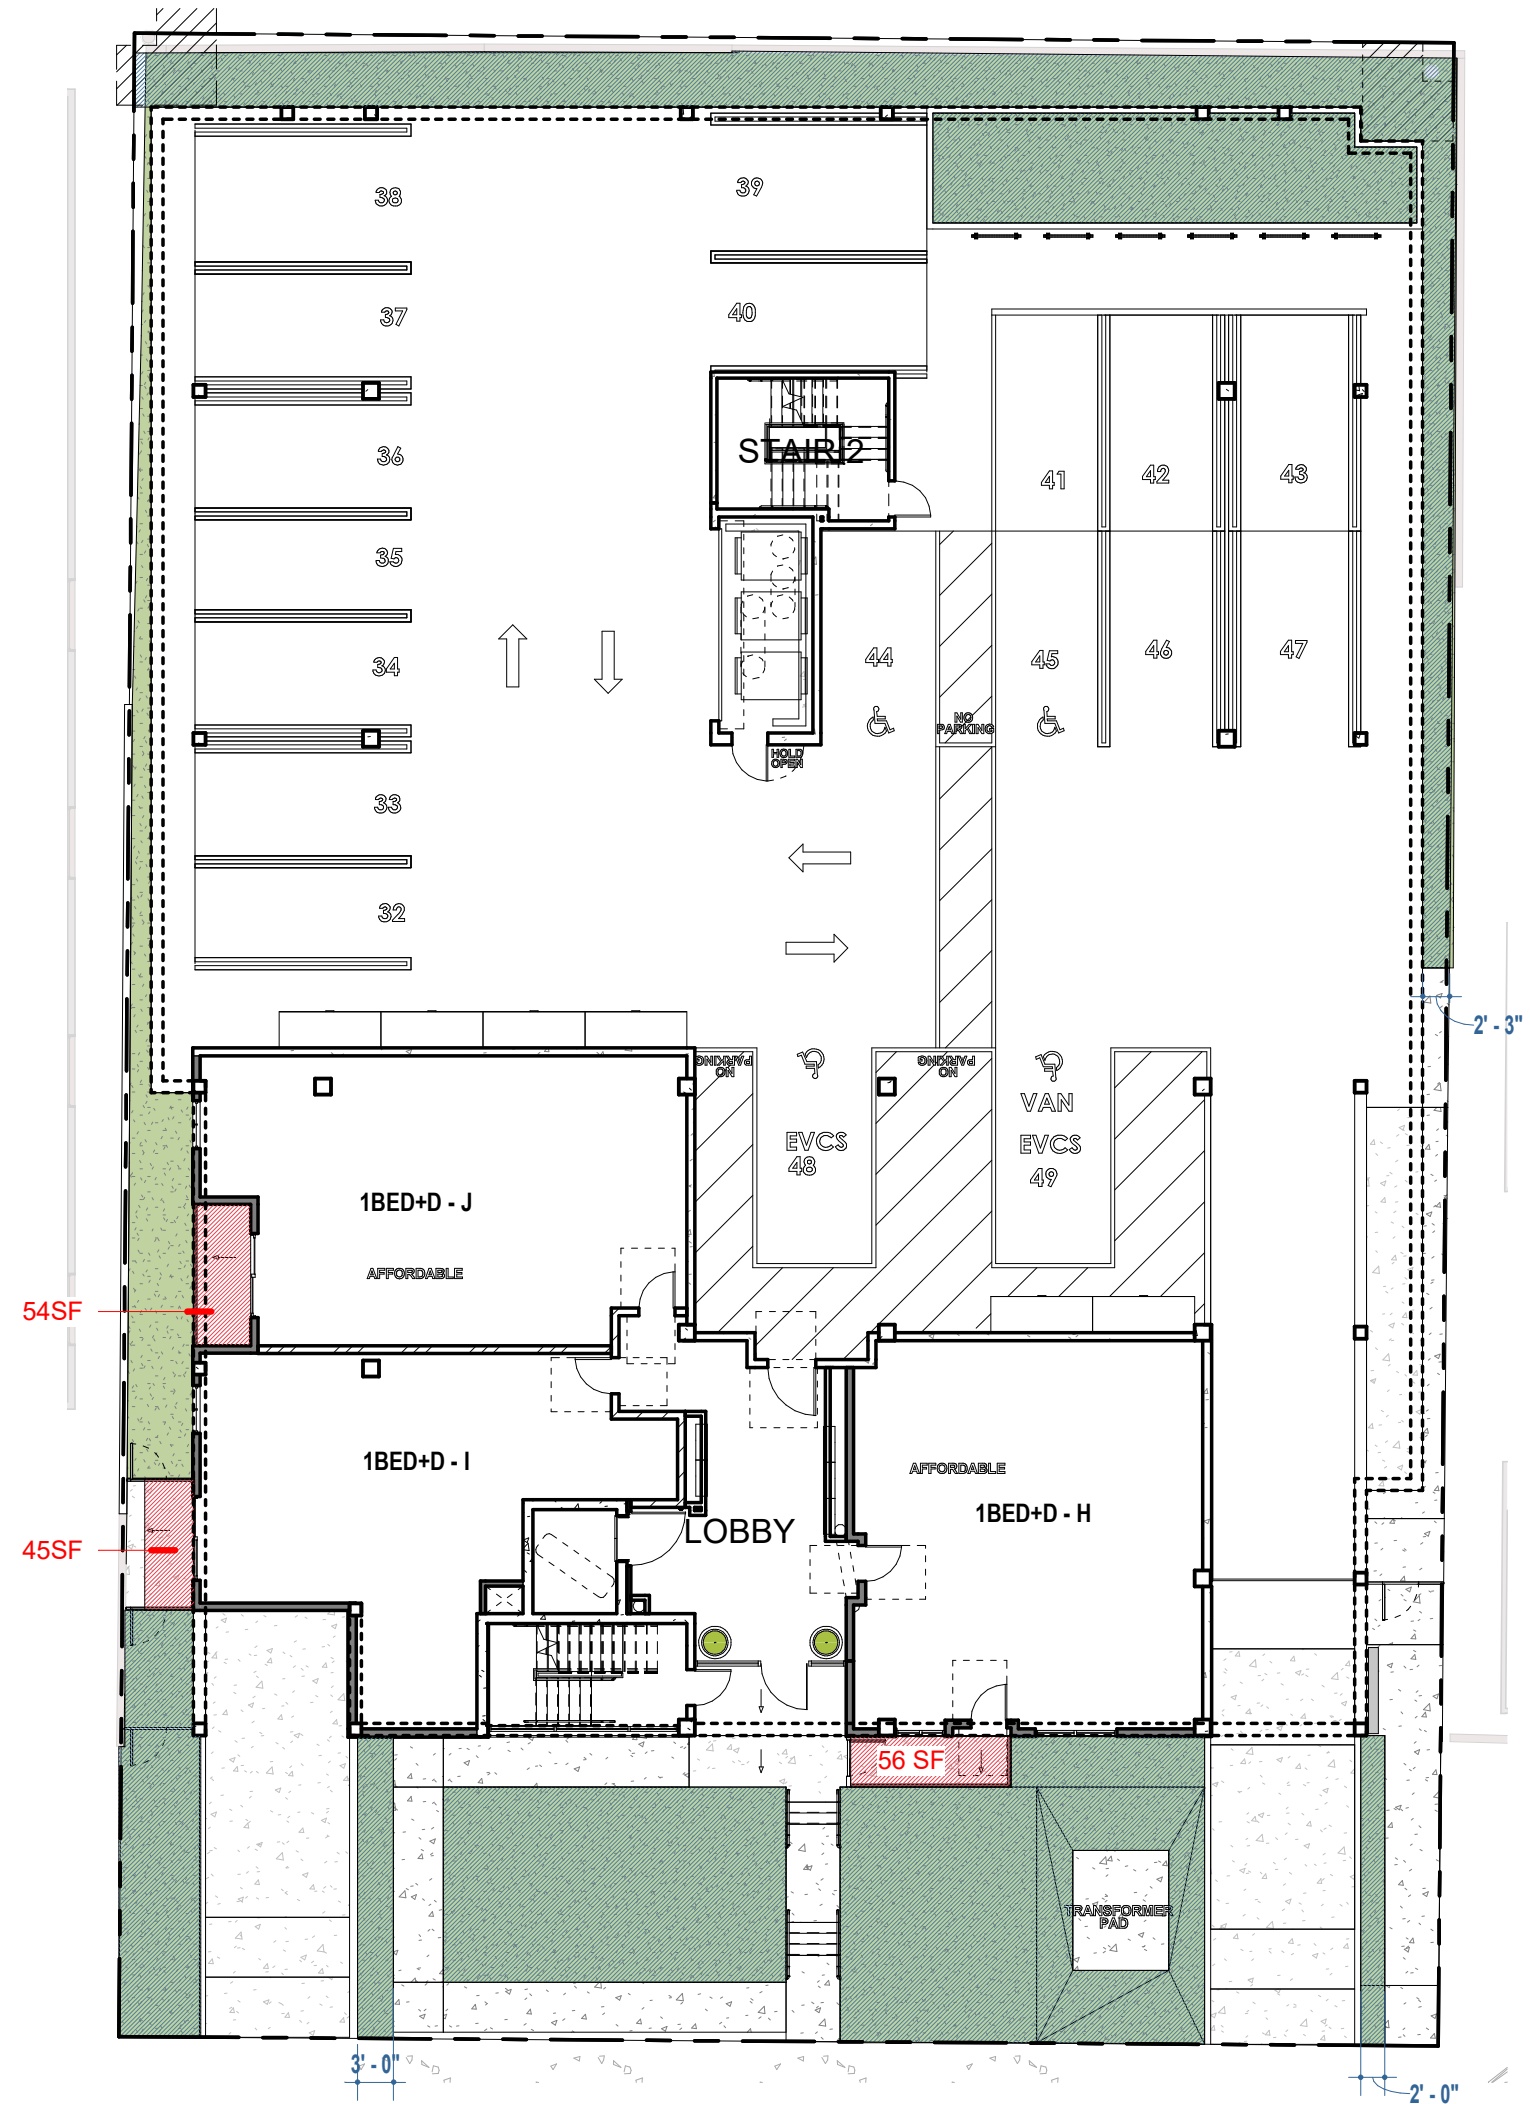 38
39
37
40
36
STAIR 2
41
42
43
35
34
44
45
46
47
NO
PARKING
HOLD
OPEN
33
32
2' - 3"
NO
PARKING
NO
PARKING
VAN
EVCS
48
EVCS
49
1BED+D - J
AFFORDABLE
54SF
1BED+D - I
AFFORDABLE
1BED+D - H
LOBBY
45SF
56 SF
TRANSFORMER
PAD
3' - 0"
2' - 0"